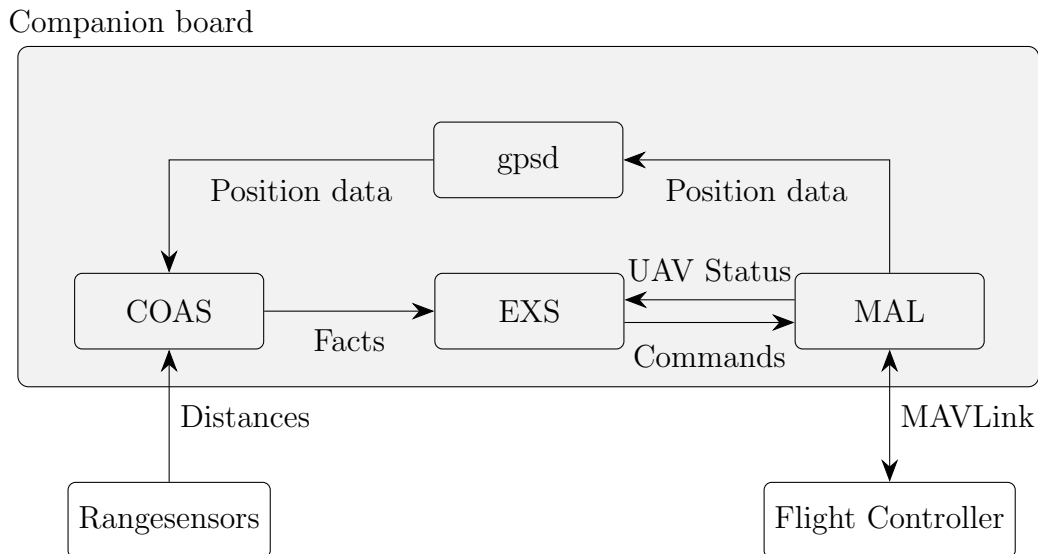 Companion board
gpsd
Position data
Position data
UAV Status
COAS
EXS
MAL
Facts
Commands
Distances
MAVLink
Rangesensors
Flight Controller